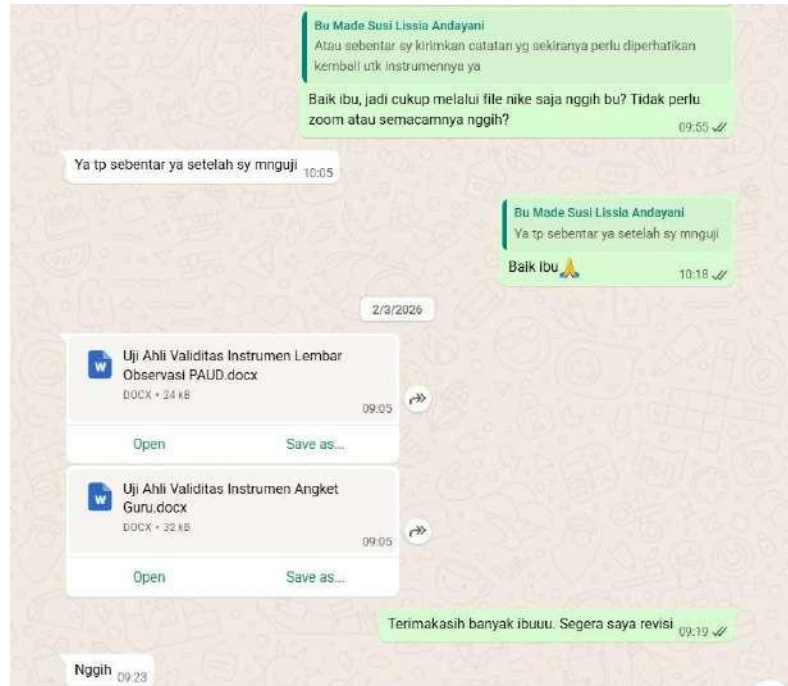 Bu Made Susi Lissia Andayani
Atau sebentar sy kirimkan catatan yg sekiranya perlu diperhatikan
kembali utk instrumennya ya
Baik ibu, jadi cukup melalui file nike saja nggih bu? Tidak perlu
zoom atau semacamnya nggih?
09:55
Ya tp sebentar ya setelah sy mnguji
10:05
Bu Made Susi Lissia Andayani
Ya tp sebentar ya setelah sy mnguji
Baik Ibu🙏
10:18
2/3/2026
Uji Ahli Validitas Instrumen Lembar
Observasi PAUD.docx
DOCX • 24 kB
09:05
Open Save as...
Uji Ahli Validitas Instrumen Angket
Guru.docx
DOCX • 32 kB
09:05
Open Save as...
Terimakasih banyak ibuuu. Segera saya revisi
09:19
Nggih
09:23